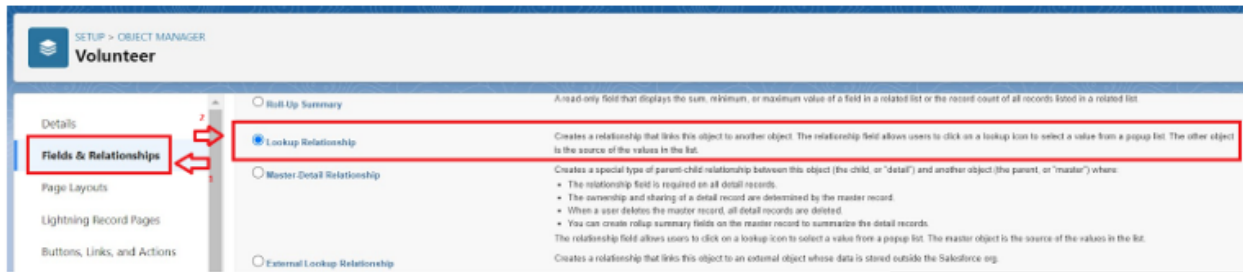 SETUP > OBJECT MANAGER
Volunteer
Details
Fields & Relationships
Page Layouts
Lightning Record Pages
Buttons, Links, and Actions
2
1
Roll-Up Summary
A read-only field that displays the sum, minimum, or maximum value of a field in a related list or the record count of all records listed in a related list.
Lookup Relationship
Creates a relationship that links this object to another object. The relationship field allows users to click on a lookup icon to select a value from a popup list. The other object
is the source of the values in the list.
Master-Detail Relationship
Creates a special type of parent-child relationship between this object (the child, or "detail") and another object (the parent, or "master") where:
• The relationship field is required on all detail records.
• The ownership and sharing of a detail record are determined by the master record.
• When a user deletes the master record, all detail records are deleted.
• You can create rollup summary fields on the master record to summarize the detail records.
The relationship field allows users to click on a lookup icon to select a value from a popup list. The master object is the source of the values in the list.
External Lookup Relationship
Creates a relationship that links this object to an external object whose data is stored outside the Salesforce org.